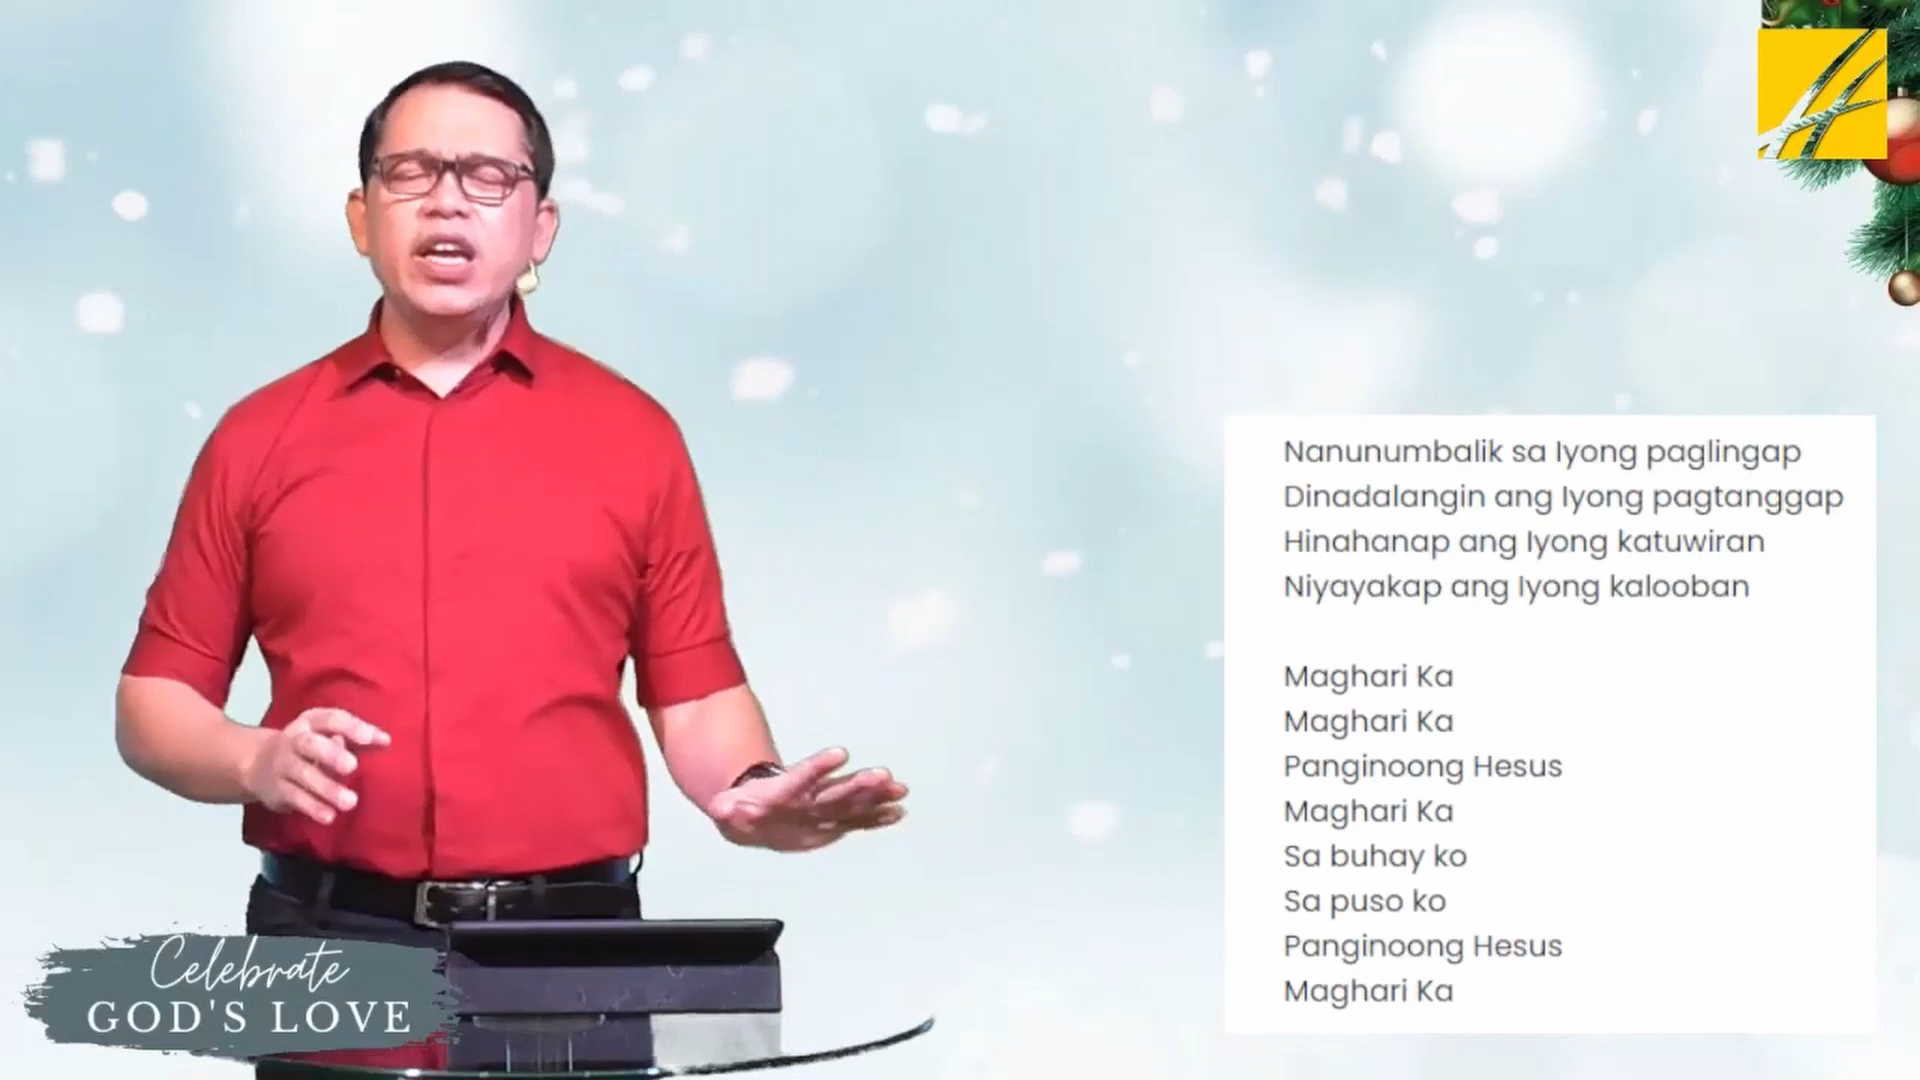 Nanunumbalik sa Iyong paglingap
Dinadalangin ang Iyong pagtanggap
Hinahanap ang Iyong katuwiran
Niyayakap ang Iyong kalooban
Maghari Ka
Maghari Ka
Panginoong Hesus
Maghari Ka
Sa buhay ko
Sa puso ko
Panginoong Hesus
Maghari Ka
Celebrate
GOD'S LOVE